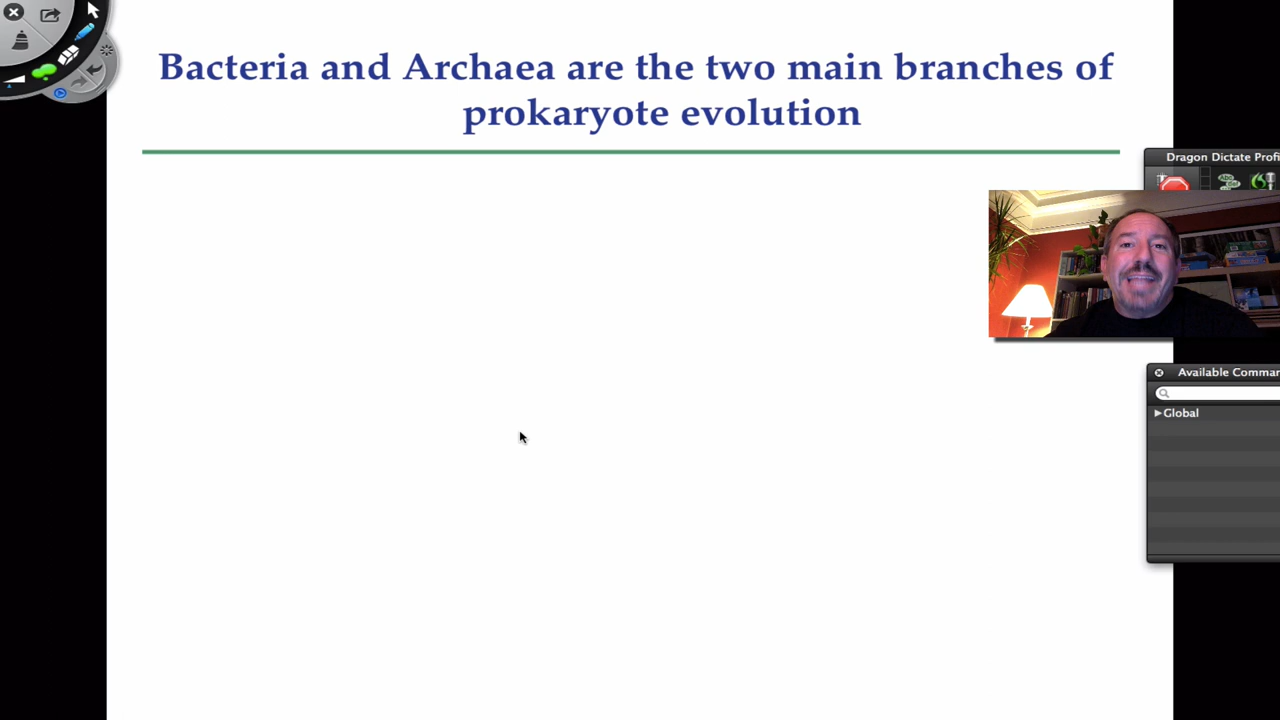 Bacteria and Archaea are the two main branches of
prokaryote evolution
Dragon Dictate Profi
Available Comman
Global